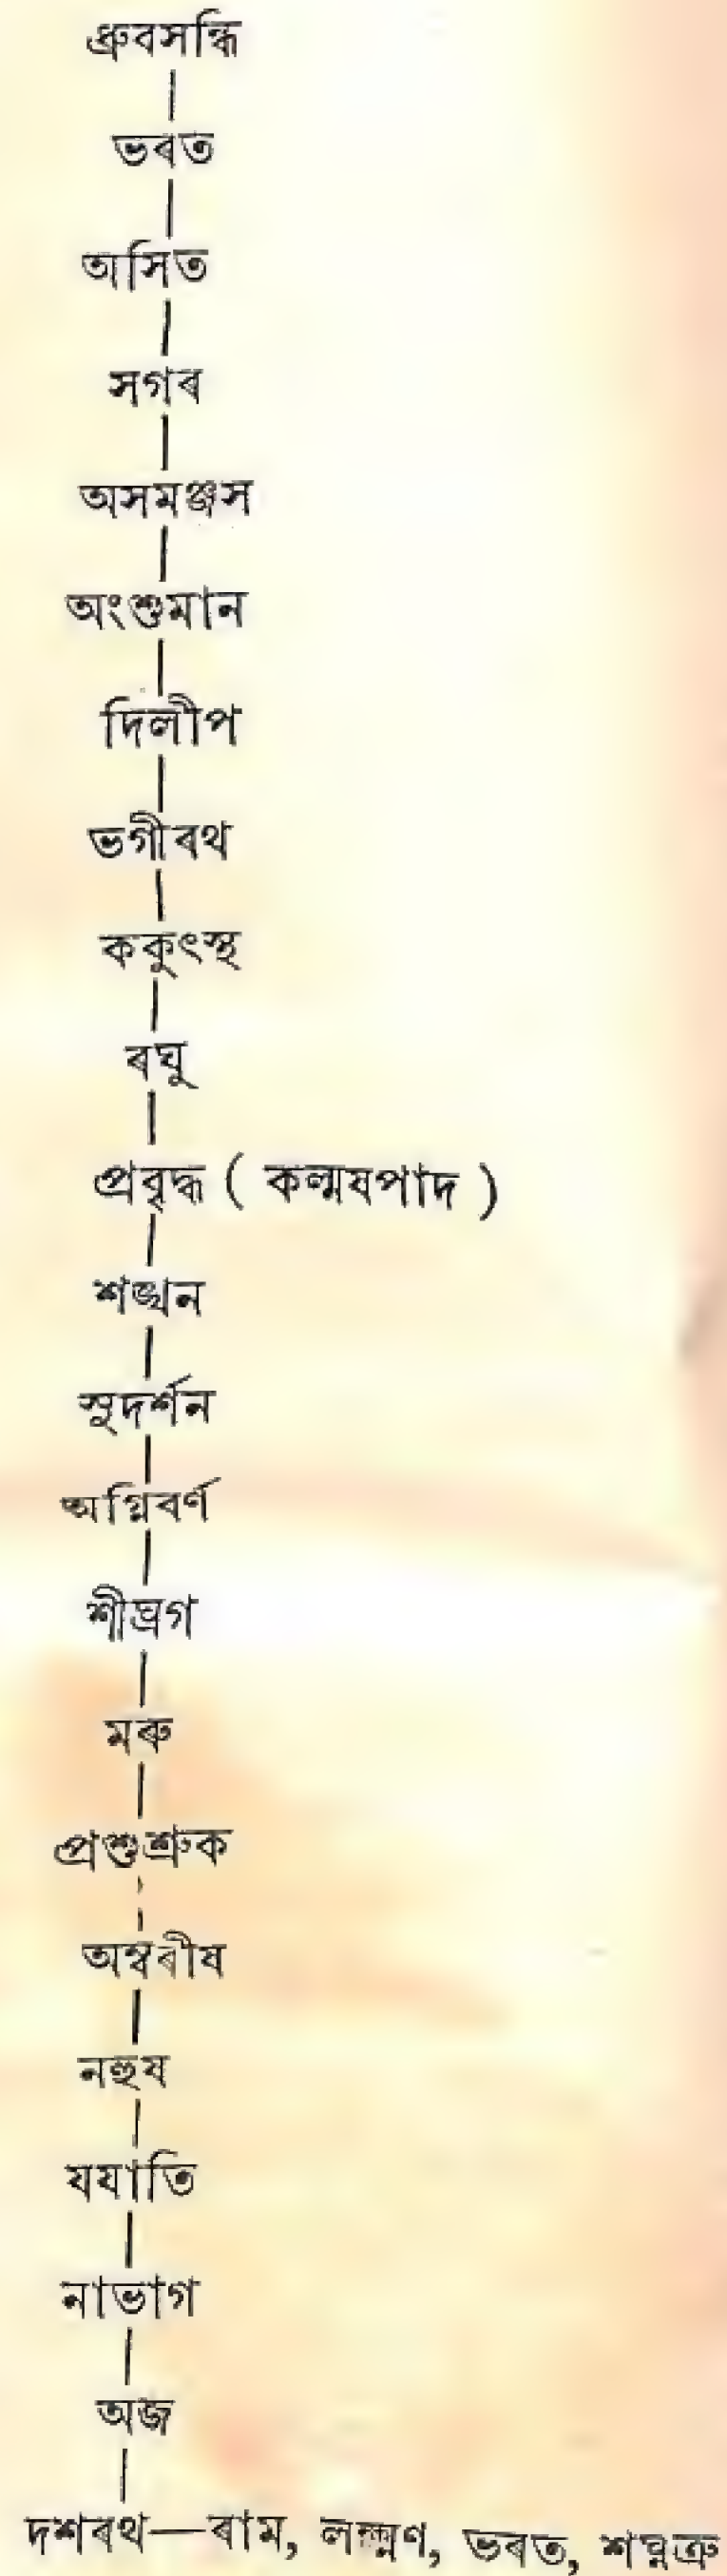 ধ্ৰুবসন্ধি
ভৰত
অসিত
সগৰ
অসমঞ্জস
অংশুমান
দিলীপ
ভগীৰথ
ককুৎস্থ
ৰঘু
প্ৰবৃদ্ধ ( কল্মষপাদ )
শঙ্খন
সুদৰ্শন
অগ্নিবৰ্ণ
শীঘ্ৰগ
মৰু
প্ৰশুশ্ৰুক
অম্বৰীষ
নহুষ
যযাতি
নাভাগ
অজ
দশৰথ—ৰাম, লক্ষ্মণ, ভৰত, শত্ৰুঘ্ন